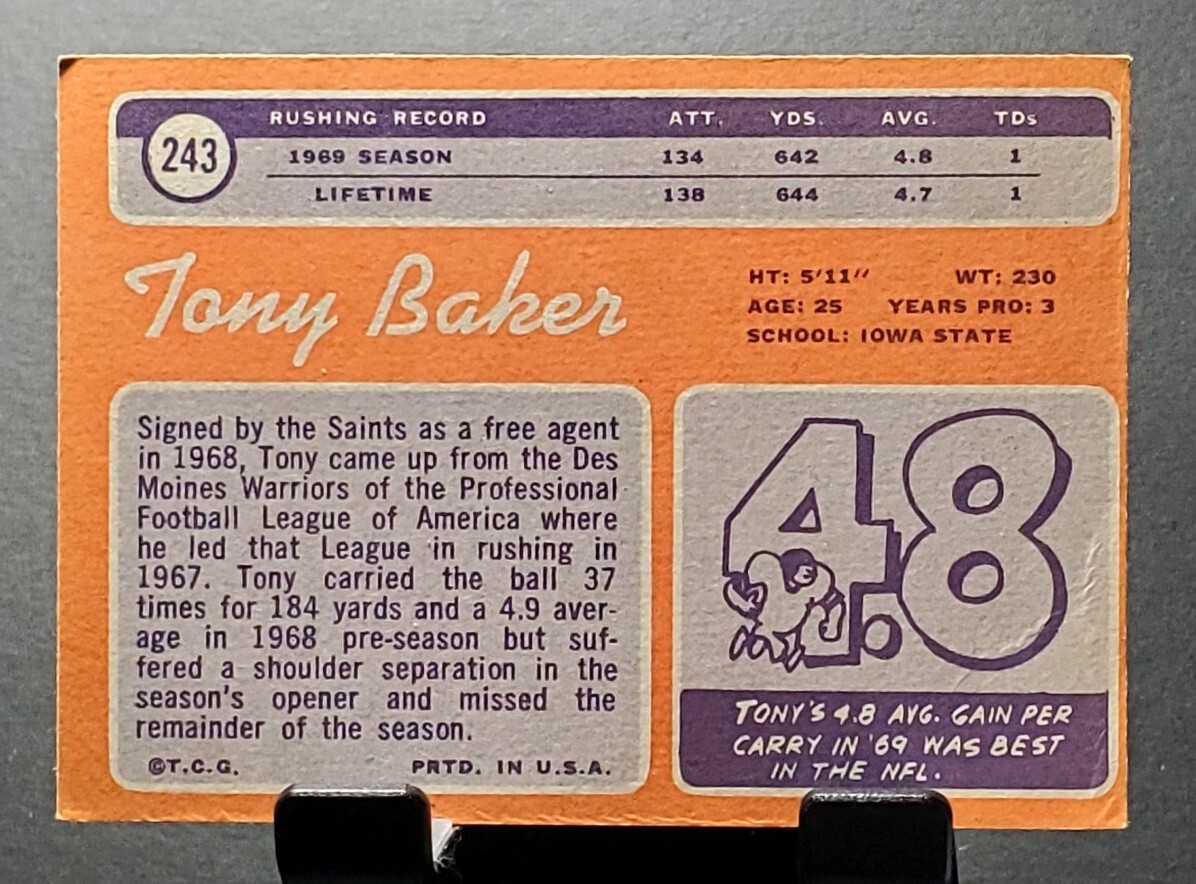 243
RUSHING RECORD ATT. YDS. AVG. TDs
1969 SEASON 134 642 4.8 1
LIFETIME 138 644 4.7 1
Tony Baker
HT: 5'11" WT: 230
AGE: 25 YEARS PRO: 3
SCHOOL: IOWA STATE
Signed by the Saints as a free agent
in 1968, Tony came up from the Des
Moines Warriors of the Professional
Football League of America where
he led that League in rushing in
1967. Tony carried the ball 37
times for 184 yards and a 4.9 aver-
age in 1968 pre-season but suf-
fered a shoulder separation in the
season's opener and missed the
remainder of the season.
©T.C.G. PRTD. IN U.S.A.
4.8
TONY'S 4.8 AVG. GAIN PER
CARRY IN '69 WAS BEST
IN THE NFL.